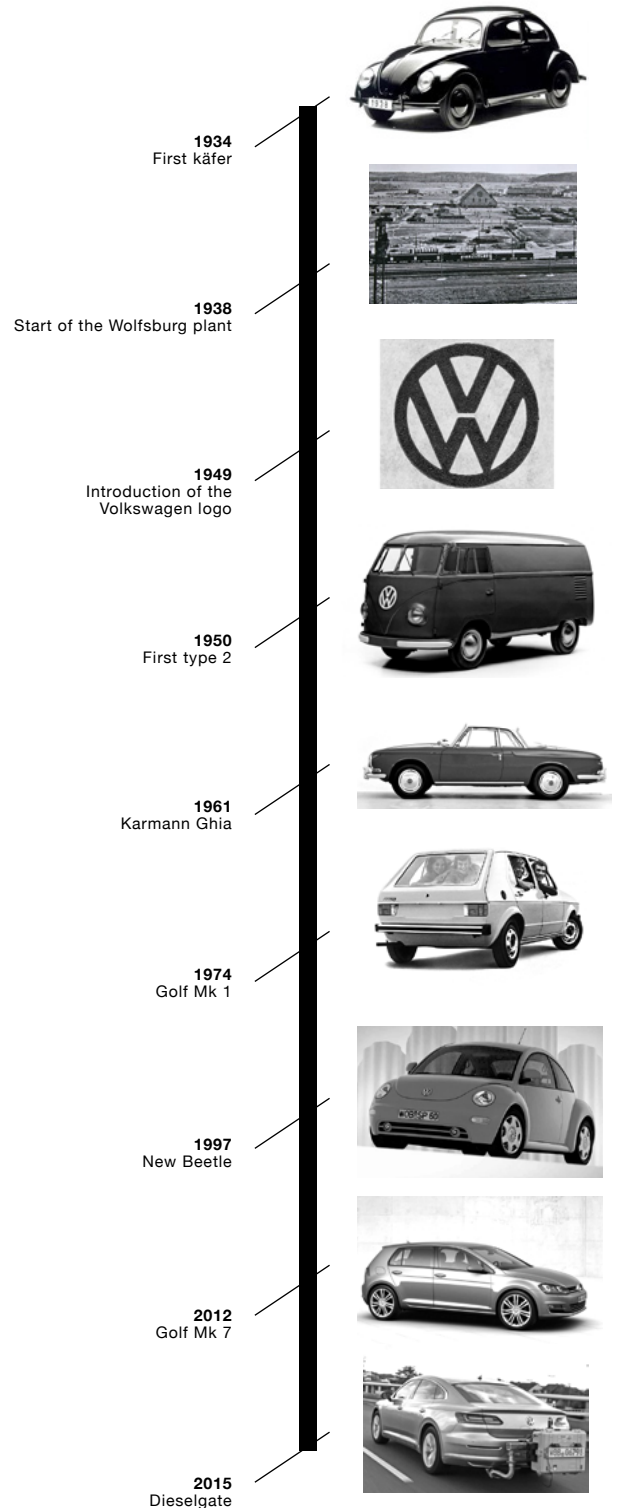 1938
1934
First käfer
1938
Start of the Wolfsburg plant
1949
Introduction of the
Volkswagen logo
1950
First type 2
1961
Karmann Ghia
1974
Golf Mk 1
1997
New Beetle
2012
Golf Mk 7
2015
Dieselgate